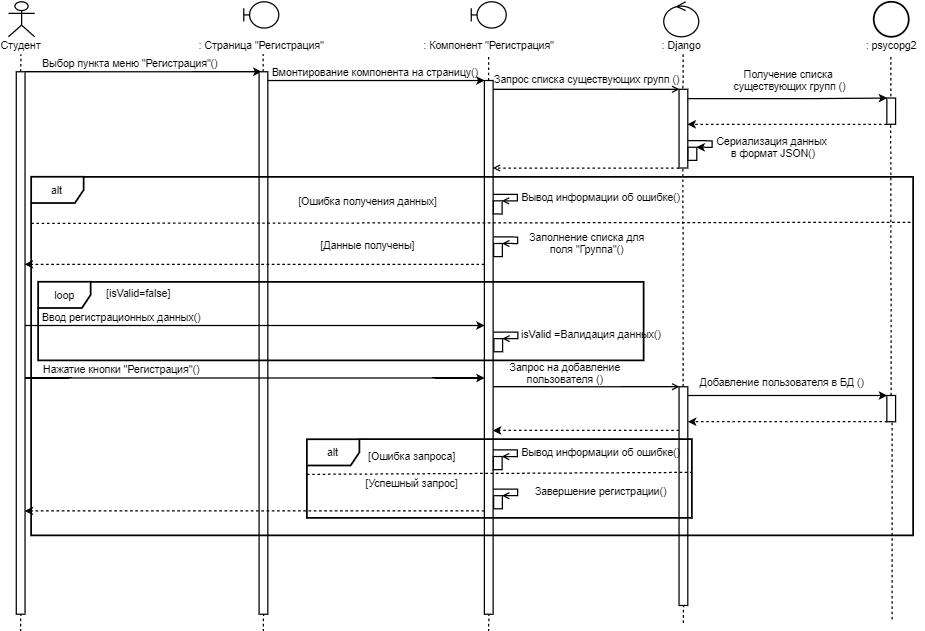 Студент
: Страница "Регистрация"
: Компонент "Регистрация"
: Django
: psycopg2
Выбор пункта меню "Регистрация"()
Вмонтирование компонента на страницу()
Запрос списка существующих групп ()
Получение списка
существующих групп ()
Сериализация данных
в формат JSON()
alt
[Ошибка получения данных]
Вывод информации об ошибке()
[Данные получены]
Заполнение списка для
поля "Группа"()
loop
[isValid=false]
Ввод регистрационных данных()
isValid =Валидация данных()
Нажатие кнопки "Регистрация"()
Запрос на добавление
пользователя ()
Добавление пользователя в БД ()
alt
[Ошибка запроса]
Вывод информации об ошибке()
[Успешный запрос]
Завершение регистрации()